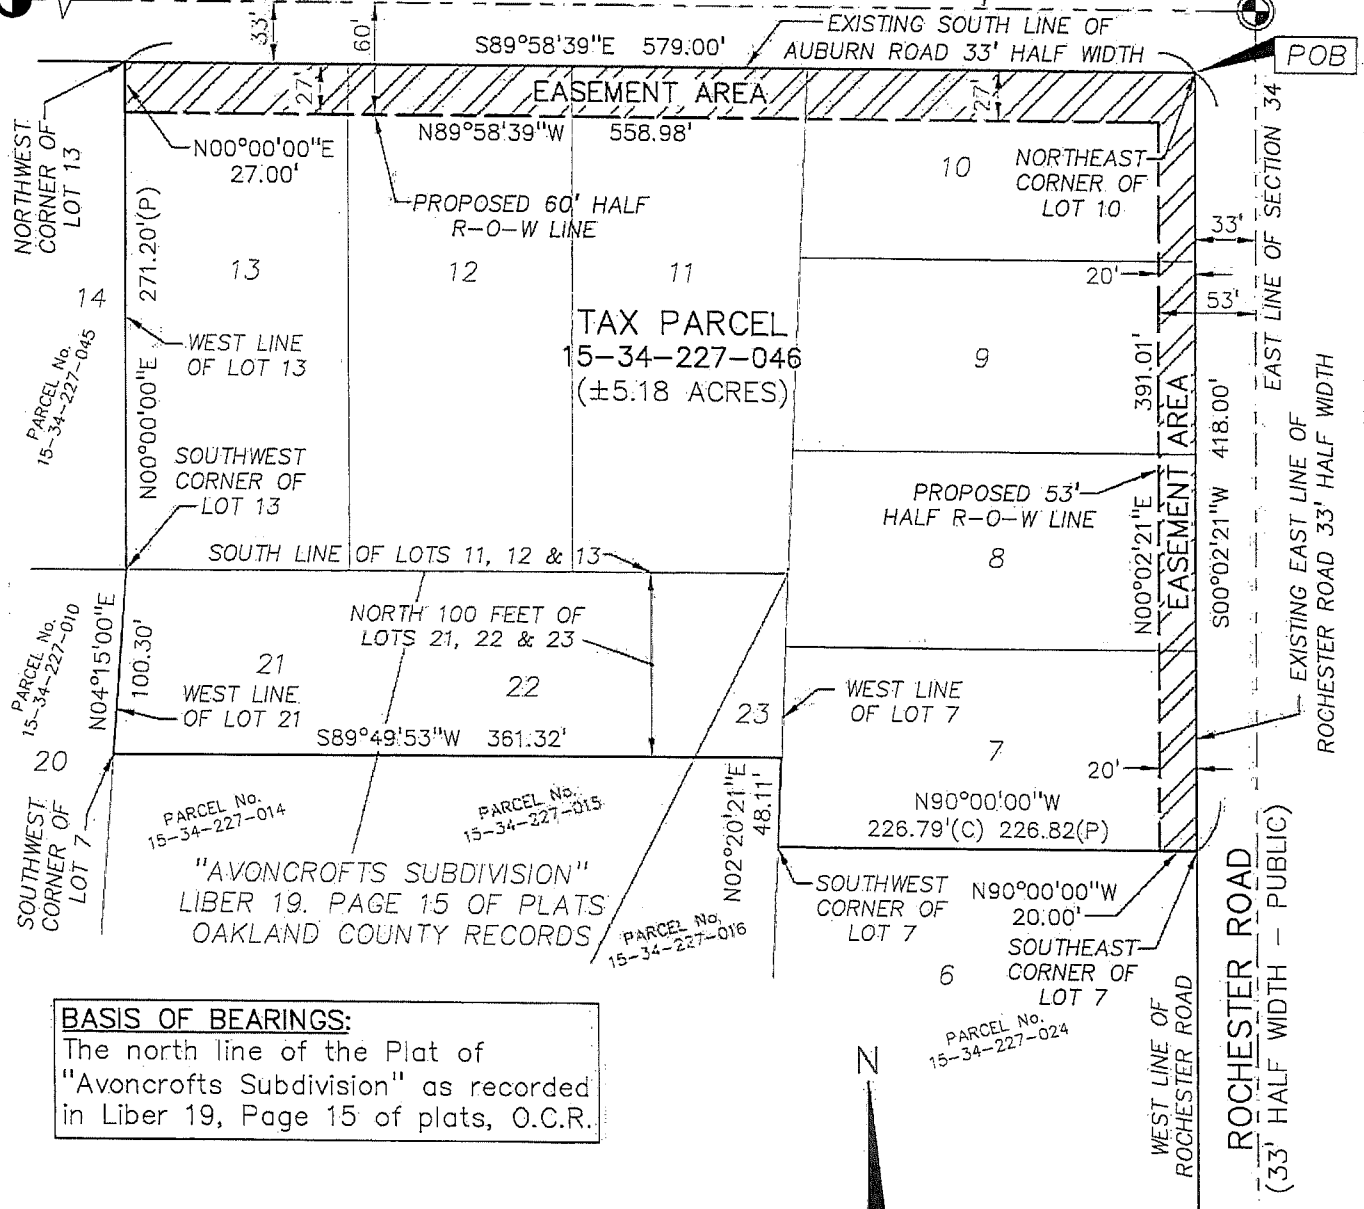 33'
60'
S89°58'39"E 579.00'
EXISTING SOUTH LINE OF
AUBURN ROAD 33' HALF WIDTH
POB
27'
EASEMENT AREA
27'
N89°58'39"W 558.98'
N00°00'00"E
27.00'
NORTHWEST
CORNER OF
LOT 13
PROPOSED 60' HALF
R-O-W LINE
10
NORTHEAST
CORNER OF
LOT 10
33'
20'
53'
EAST LINE OF SECTION 34
271.20'(P)
N00°00'00"E
13
12
11
14
PARCEL No.
15-34-227-045
WEST LINE
OF LOT 13
TAX PARCEL
15-34-227-046
(±5.18 ACRES)
9
391.01'
N00°02'21"E
EASEMENT AREA
418.00'
S00°02'21"W
EXISTING EAST LINE OF
ROCHESTER ROAD 33' HALF WIDTH
SOUTHWEST
CORNER OF
LOT 13
PROPOSED 53'
HALF R-O-W LINE
8
SOUTH LINE OF LOTS 11, 12 & 13
NORTH 100 FEET OF
LOTS 21, 22 & 23
PARCEL No.
15-34-227-010
N04°15'00"E
100.30'
21
WEST LINE
OF LOT 21
22
23
WEST LINE
OF LOT 7
7
S89°49'53"W 361.32'
20
20'
SOUTHWEST
CORNER OF
LOT 7
PARCEL No.
15-34-227-014
PARCEL No.
15-34-227-015
N02°20'21"E
48.11'
N90°00'00"W
226.79'(C) 226.82(P)
"AVONCROFTS SUBDIVISION"
LIBER 19. PAGE 15 OF PLATS
OAKLAND COUNTY RECORDS
PARCEL No.
15-34-227-016
SOUTHWEST
CORNER OF
LOT 7
N90°00'00"W
20.00'
SOUTHEAST
CORNER OF
LOT 7
6
PARCEL No.
15-34-227-024
WEST LINE OF
ROCHESTER ROAD
ROCHESTER ROAD
(33' HALF WIDTH - PUBLIC)
BASIS OF BEARINGS:
The north line of the Plat of
"Avoncrofts Subdivision" as recorded
in Liber 19, Page 15 of plats, O.C.R.
N